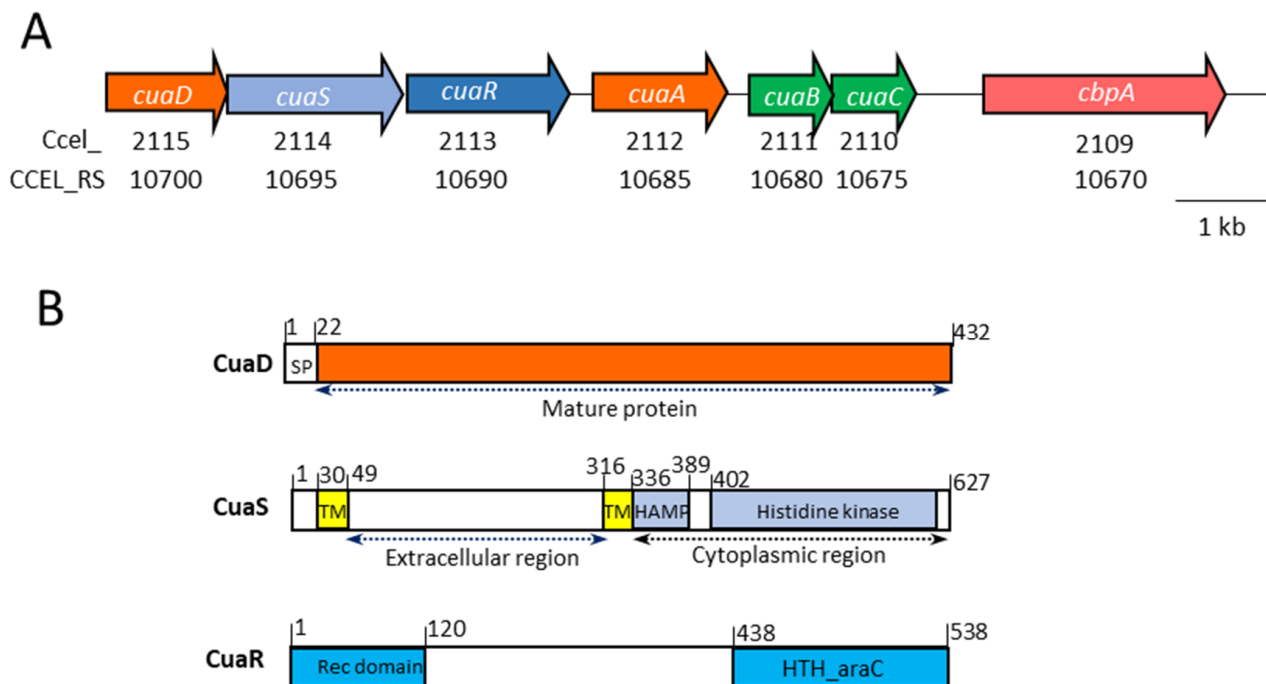 A
cuaD cuaS cuaR cuaA cuaB cuaC cbpA
Ccel_ 2115 2114 2113 2112 2111 2110 2109
CCEL_RS 10700 10695 10690 10685 10680 10675 10670
1 kb
B
1 22 432
CuaD SP
Mature protein
1 30 49 316 336 389 402 627
CuaS TM TM HAMP Histidine kinase
Extracellular region Cytoplasmic region
1 120 438 538
CuaR Rec domain HTH_araC